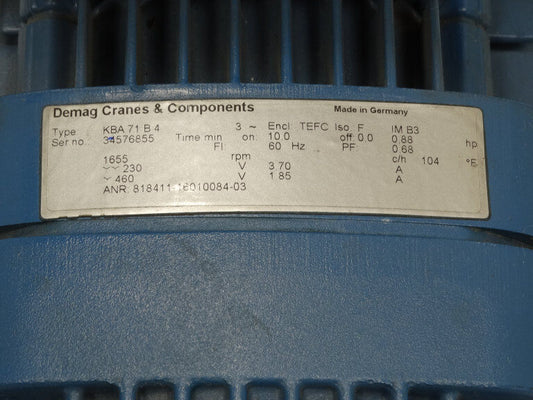 Demag Cranes & Components Made in Germany
Type KBA 71 B 4 3 ~ Encl TEFC Iso F IM B3
Ser no. 34576855 Time min on: 10.0 off: 0.0 0.88 hp
FI 60 Hz PF: 0.68
1655 rpm c/h 104 °F
~~ 230 V 3.70 A
~ 460 V 1.85 A
ANR: 818411-16010084-03